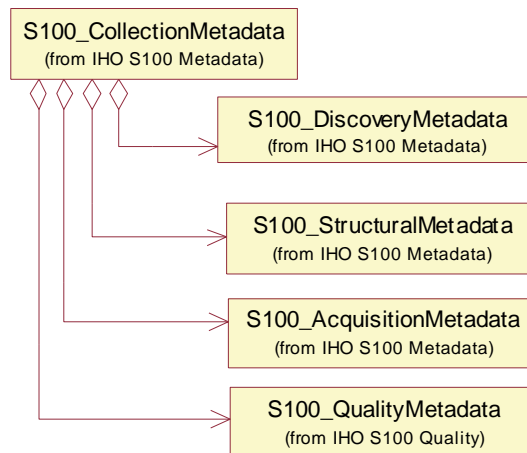 S100_CollectionMetadata
(from IHO S100 Metadata)
S100_DiscoveryMetadata
(from IHO S100 Metadata)
S100_StructuralMetadata
(from IHO S100 Metadata)
S100_AcquisitionMetadata
(from IHO S100 Metadata)
S100_QualityMetadata
(from IHO S100 Quality)